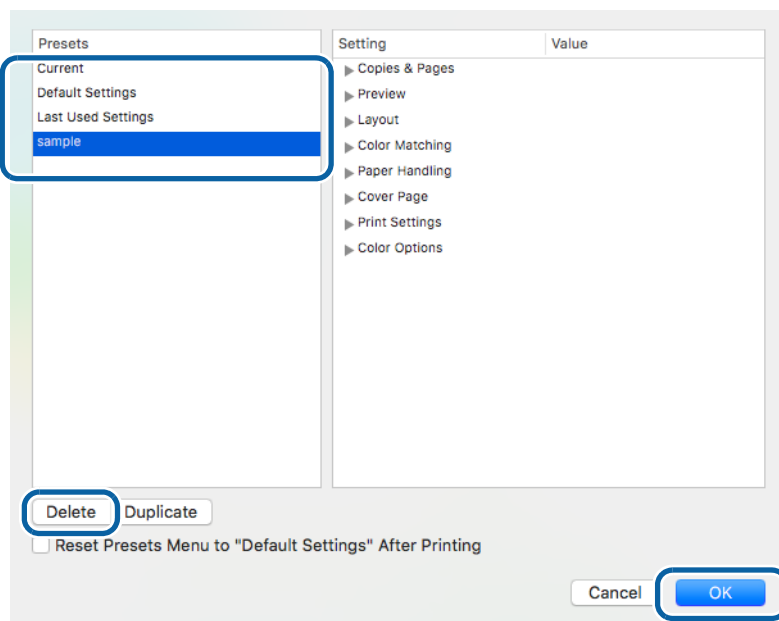 Presets
Current
Default Settings
Last Used Settings
sample
Setting Value
Copies & Pages
Preview
Layout
Color Matching
Paper Handling
Cover Page
Print Settings
Color Options
Delete Duplicate
Reset Presets Menu to "Default Settings" After Printing
Cancel OK